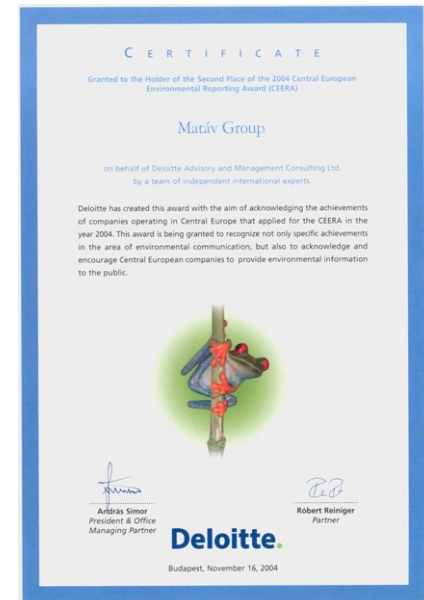 CERTIFICATE
Granted to the Holder of the Second Place of the 2004 Central European
Environmental Reporting Award (CEERA)
Matáv Group
on behalf of Deloitte Advisory and Management Consulting Ltd.
by a team of independent international experts.
Deloitte has created this award with the aim of acknowledging the achievements
of companies operating in Central Europe that applied for the CEERA in the
year 2004. This award is being granted to recognize not only specific achievements
in the area of environmental communication, but also to acknowledge and
encourage Central European companies to provide environmental information
to the public.
András Simor
President & Office
Managing Partner
Róbert Reiniger
Partner
Deloitte.
Budapest, November 16, 2004